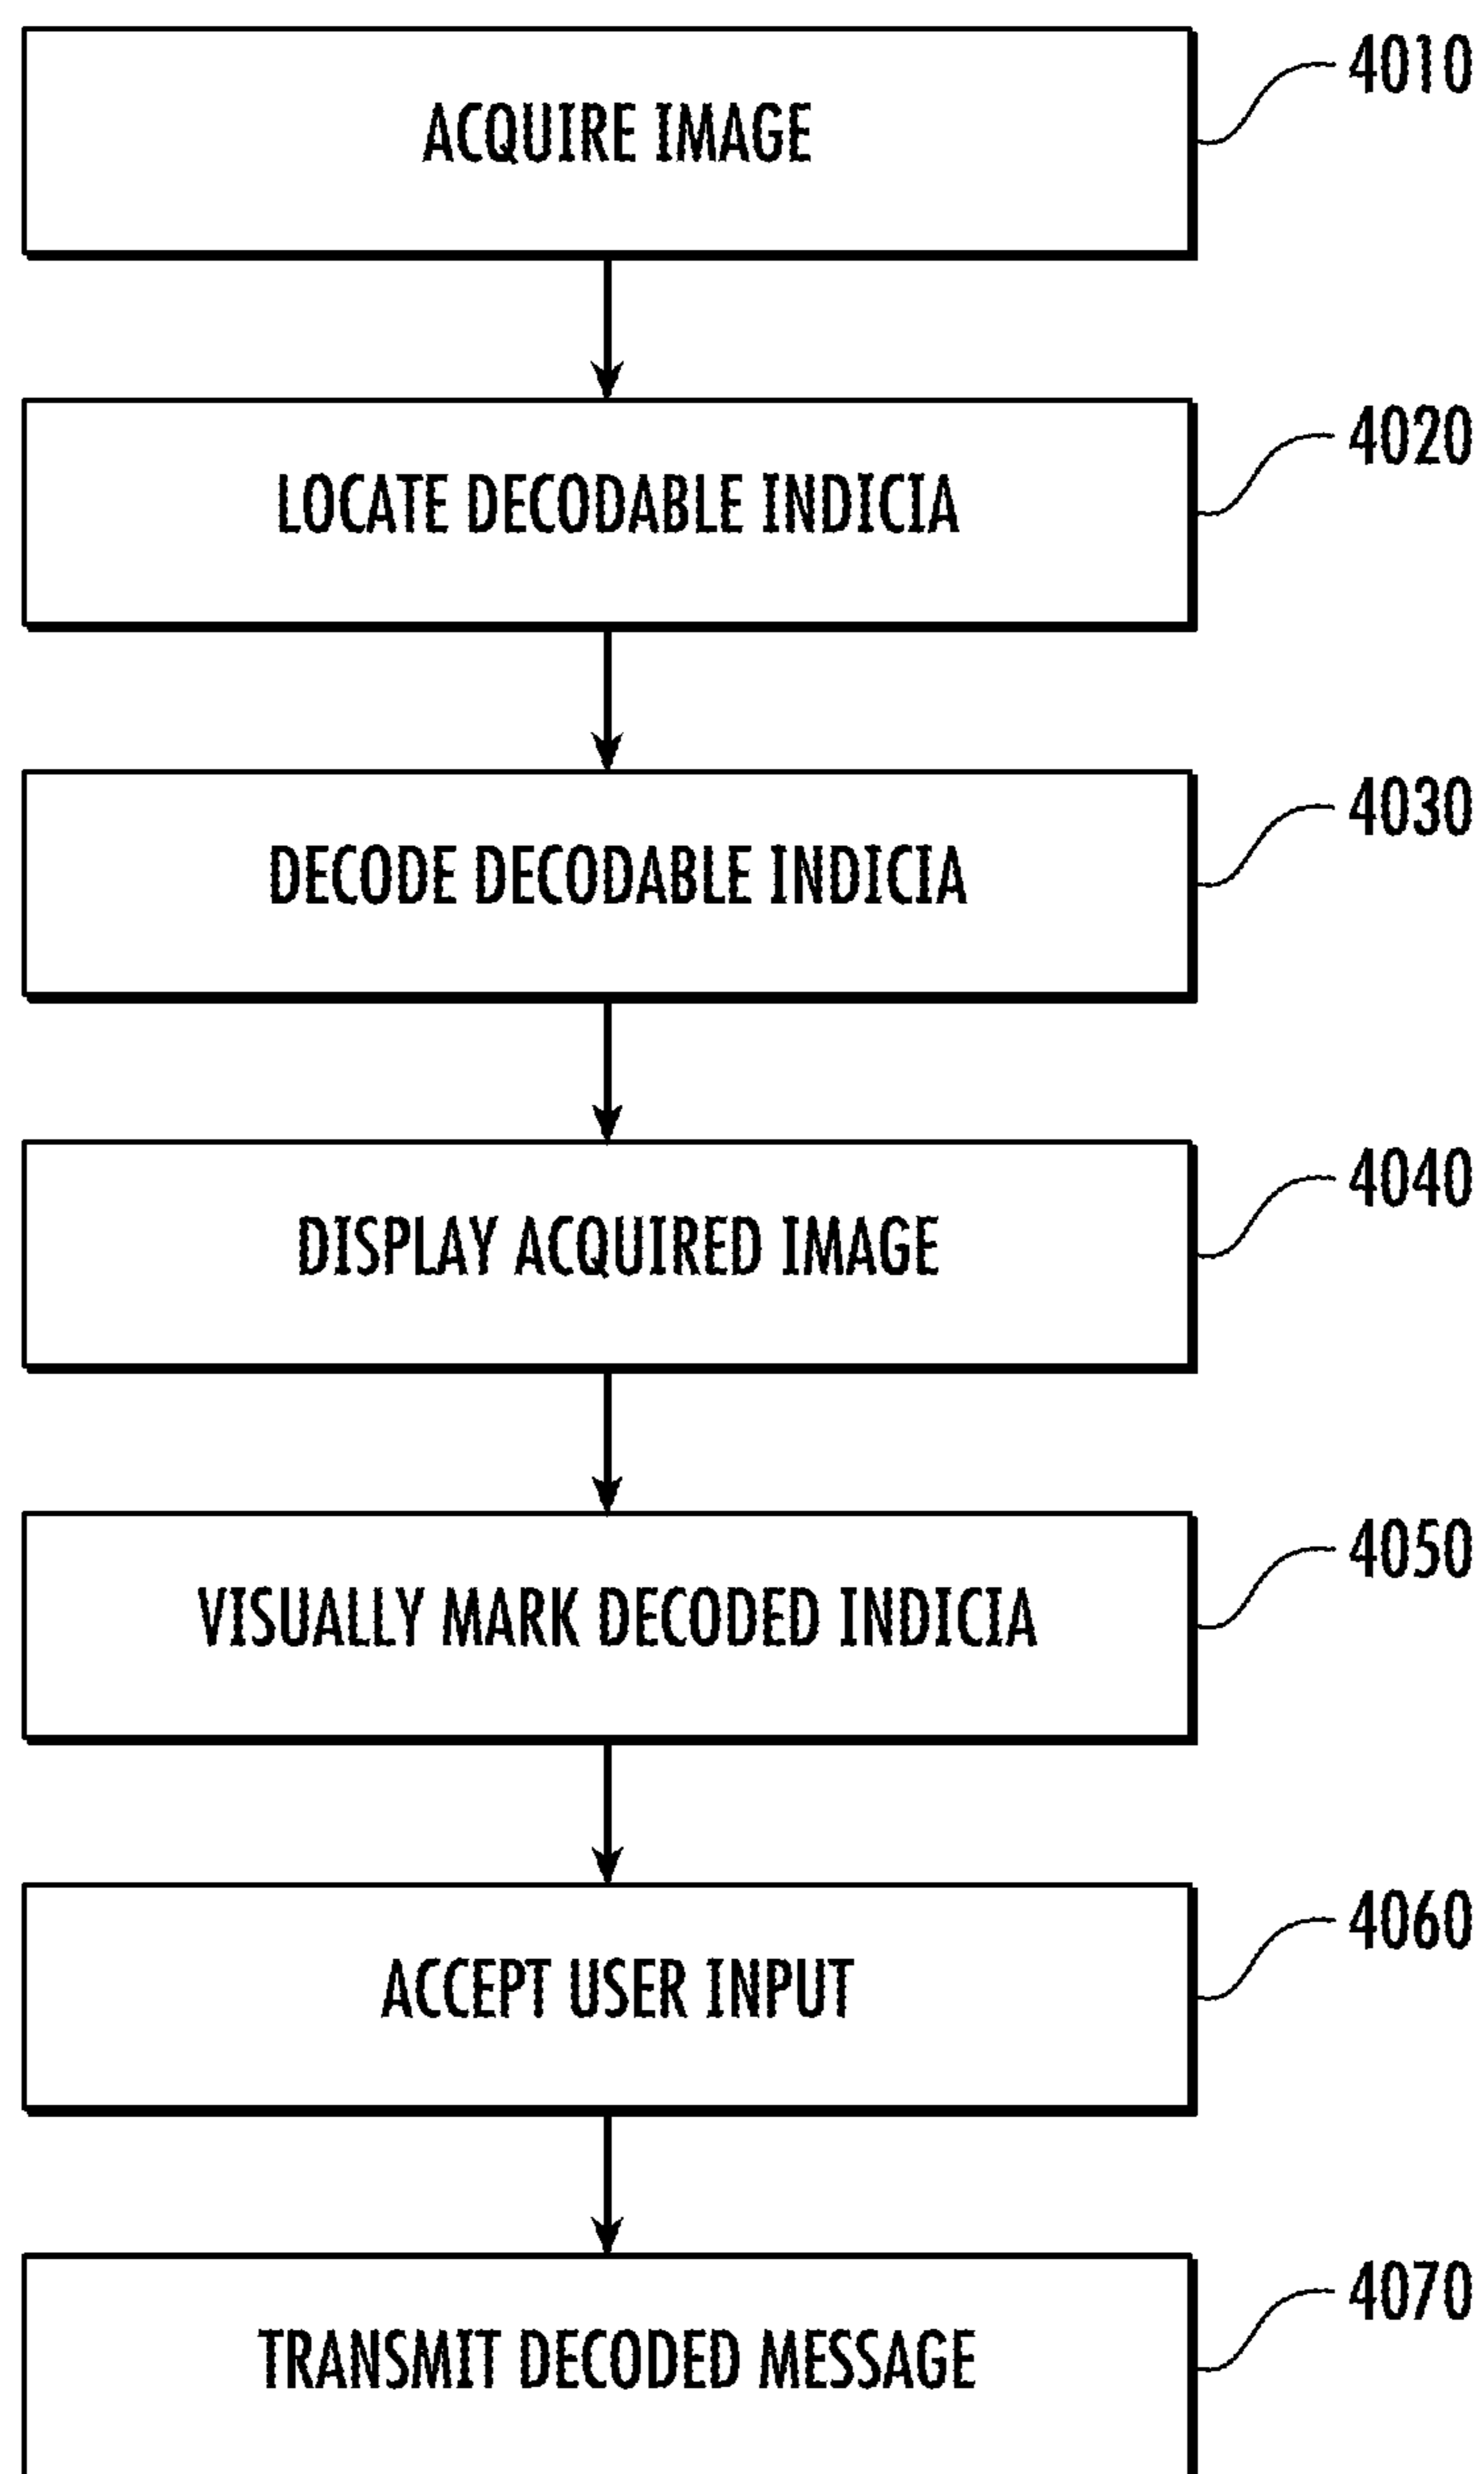 ACQUIRE IMAGE
4010
LOCATE DECODABLE INDICIA
4020
DECODE DECODABLE INDICIA
4030
DISPLAY ACQUIRED IMAGE
4040
VISUALLY MARK DECODED INDICIA
4050
ACCEPT USER INPUT
4060
TRANSMIT DECODED MESSAGE
4070